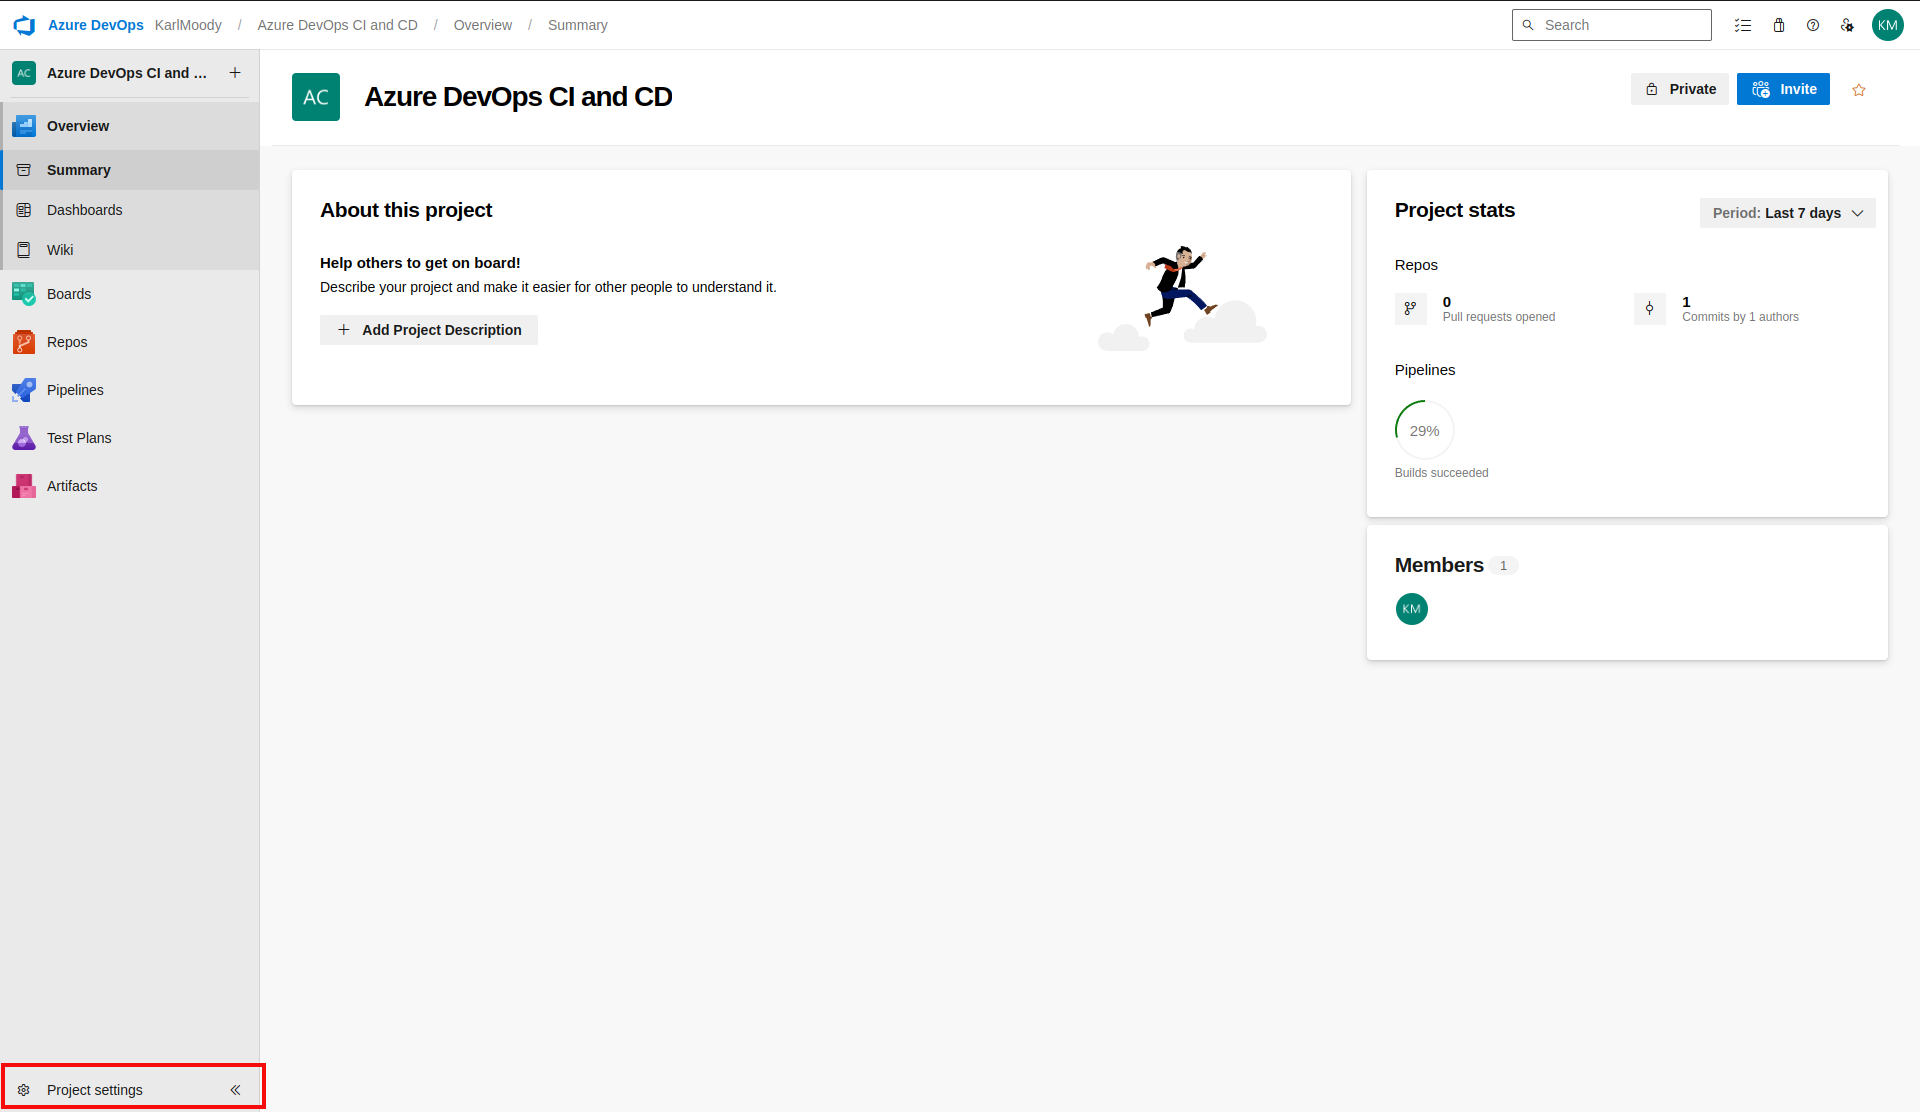 Azure DevOps KarlMoody / Azure DevOps CI and CD / Overview / Summary
Search
KM
AC Azure DevOps CI and ... +
Overview
Summary
Dashboards
Wiki
Boards
Repos
Pipelines
Test Plans
Artifacts
Project settings
AC Azure DevOps CI and CD
Private
Invite
About this project
Help others to get on board!
Describe your project and make it easier for other people to understand it.
+ Add Project Description
Project stats
Period: Last 7 days
Repos
0
Pull requests opened
1
Commits by 1 authors
Pipelines
29%
Builds succeeded
Members 1
KM